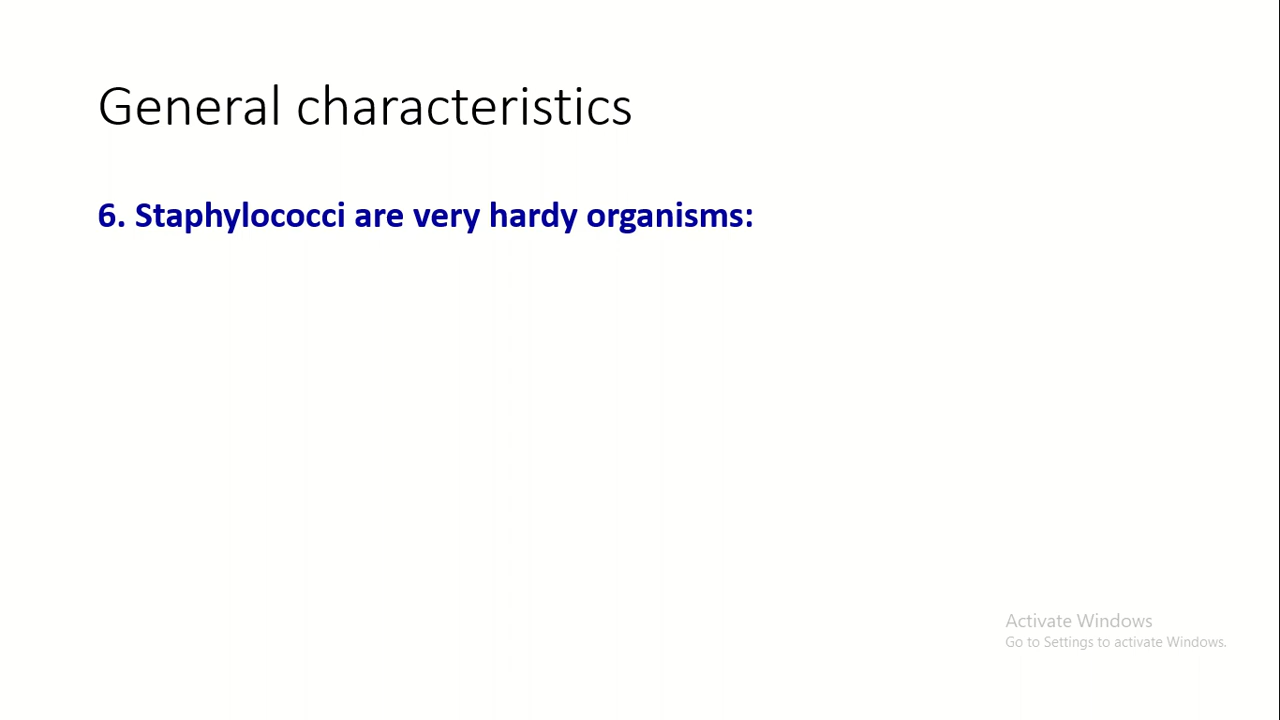 General characteristics
6. Staphylococci are very hardy organisms:
Activate Windows
Go to Settings to activate Windows.